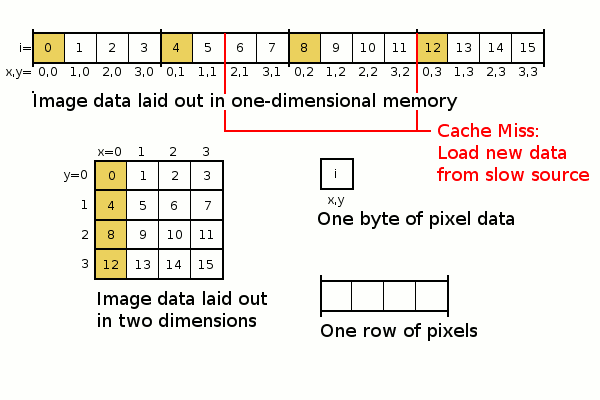 i= 0 1 2 3 4 5 6 7 8 9 10 11 12 13 14 15
x,y= 0,0 1,0 2,0 3,0 0,1 1,1 2,1 3,1 0,2 1,2 2,2 3,2 0,3 1,3 2,3 3,3
Image data laid out in one-dimensional memory
Cache Miss:
Load new data
from slow source
x=0 1 2 3
y=0 0 1 2 3
1 4 5 6 7
2 8 9 10 11
3 12 13 14 15
Image data laid out
in two dimensions
i
x,y
One byte of pixel data
One row of pixels